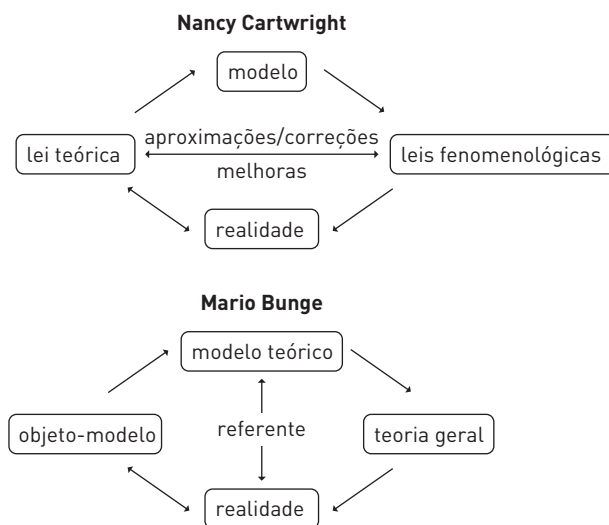 Nancy Cartwright
modelo
aproximações/correções
lei teórica
leis fenomenológicas
melhoras
realidade
Mario Bunge
modelo teórico
objeto-modelo
referente
teoria geral
realidade